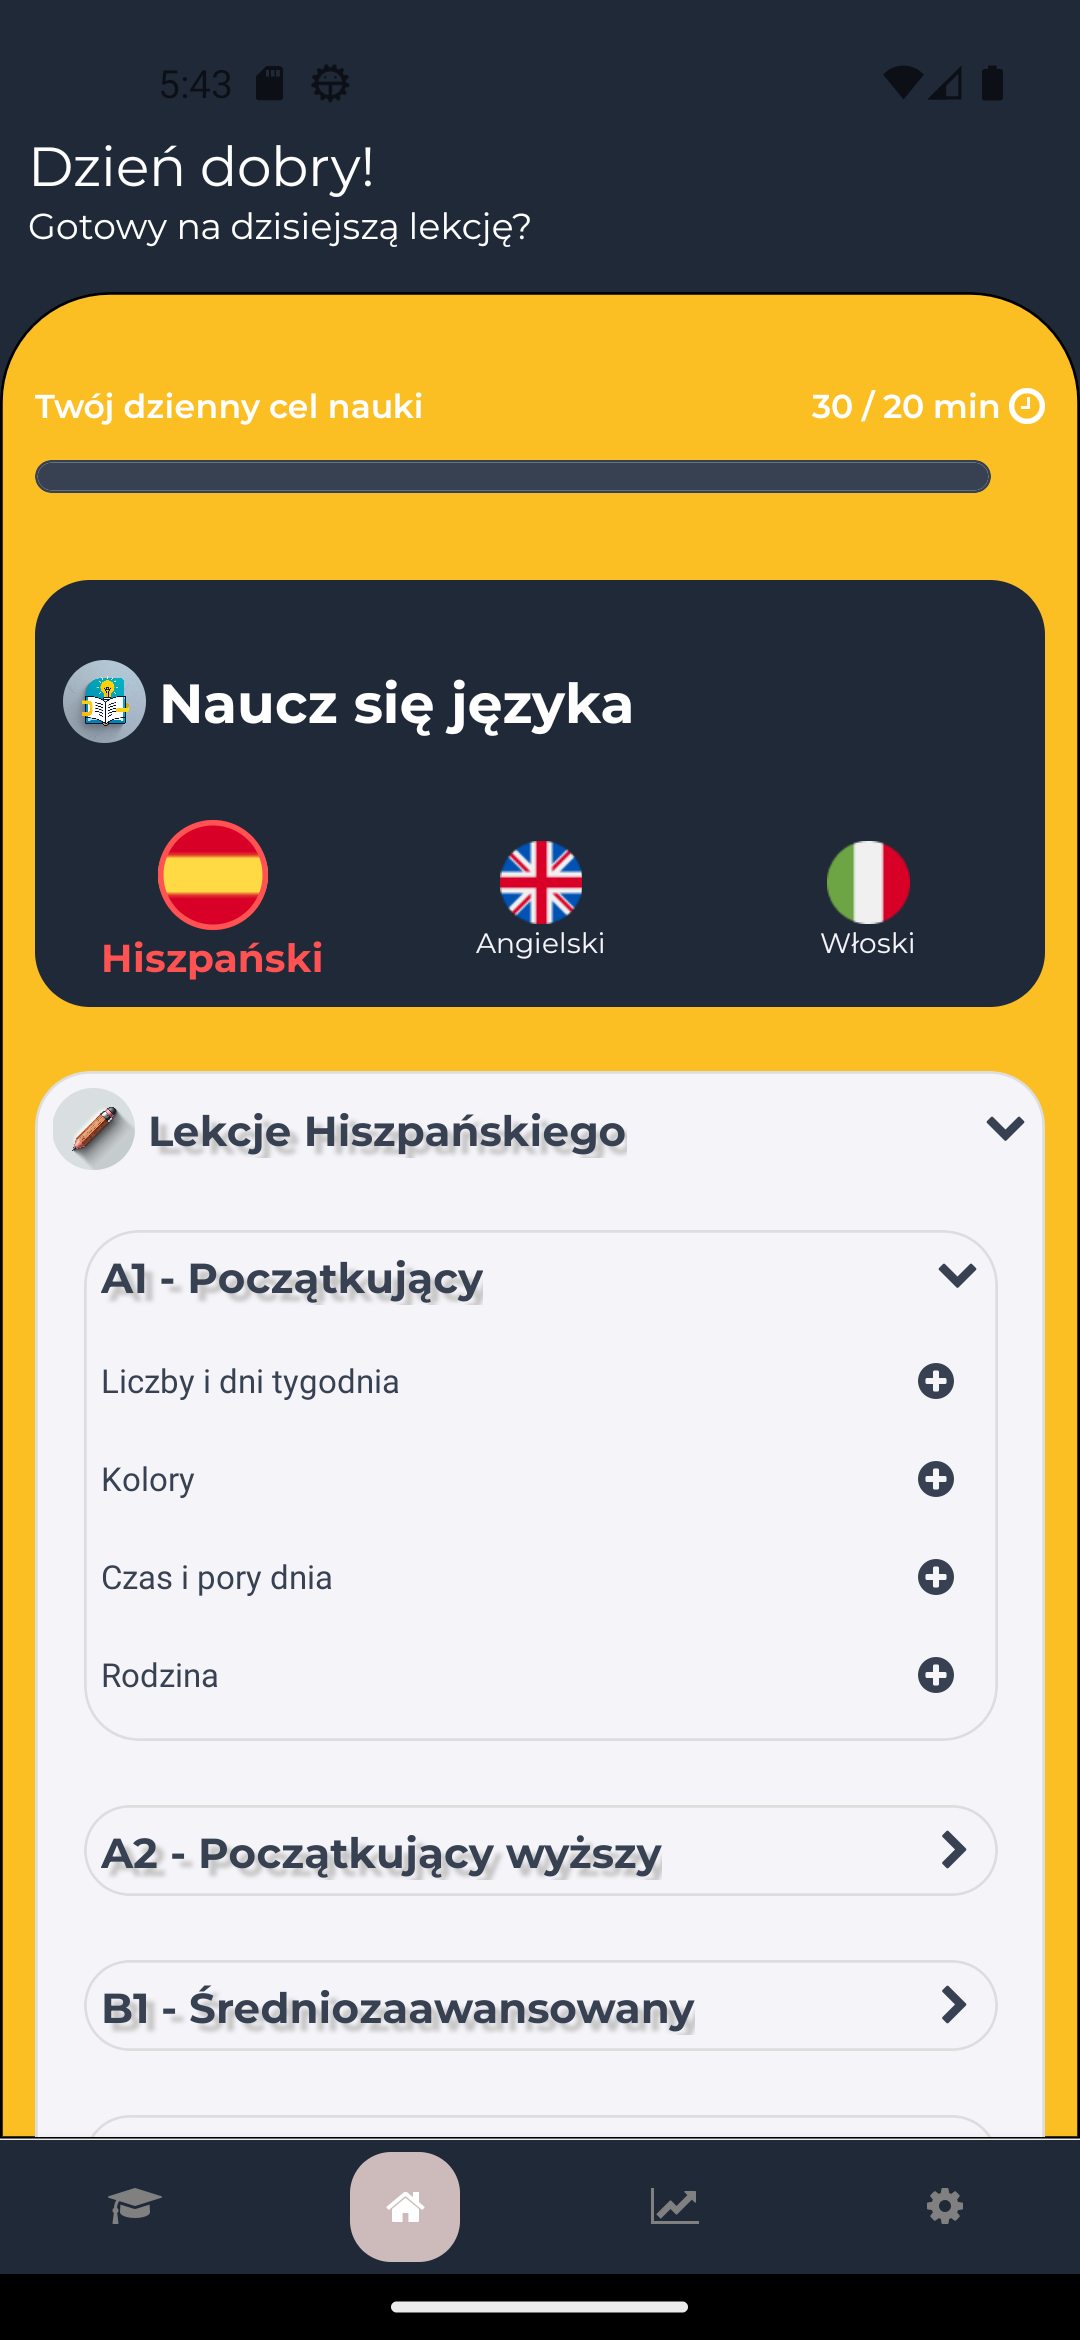 5:43
Dzień dobry!
Gotowy na dzisiejszą lekcję?
Twój dzienny cel nauki
30 / 20 min
Naucz się języka
Hiszpański
Angielski
Włoski
Lekcje Hiszpańskiego
A1 - Początkujący
Liczby i dni tygodnia
Kolory
Czas i pory dnia
Rodzina
A2 - Początkujący wyższy
B1 - Średniozaawansowany